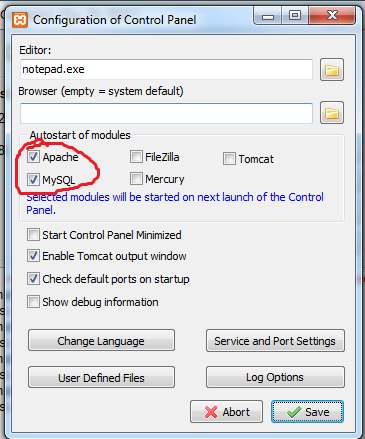 Configuration of Control Panel
Editor:
notepad.exe
Browser (empty = system default)
Autostart of modules
Apache
FileZilla
Tomcat
MySQL
Mercury
Selected modules will be started on next launch of the Control
Panel.
Start Control Panel Minimized
Enable Tomcat output window
Check default ports on startup
Show debug information
Change Language
Service and Port Settings
User Defined Files
Log Options
Abort
Save